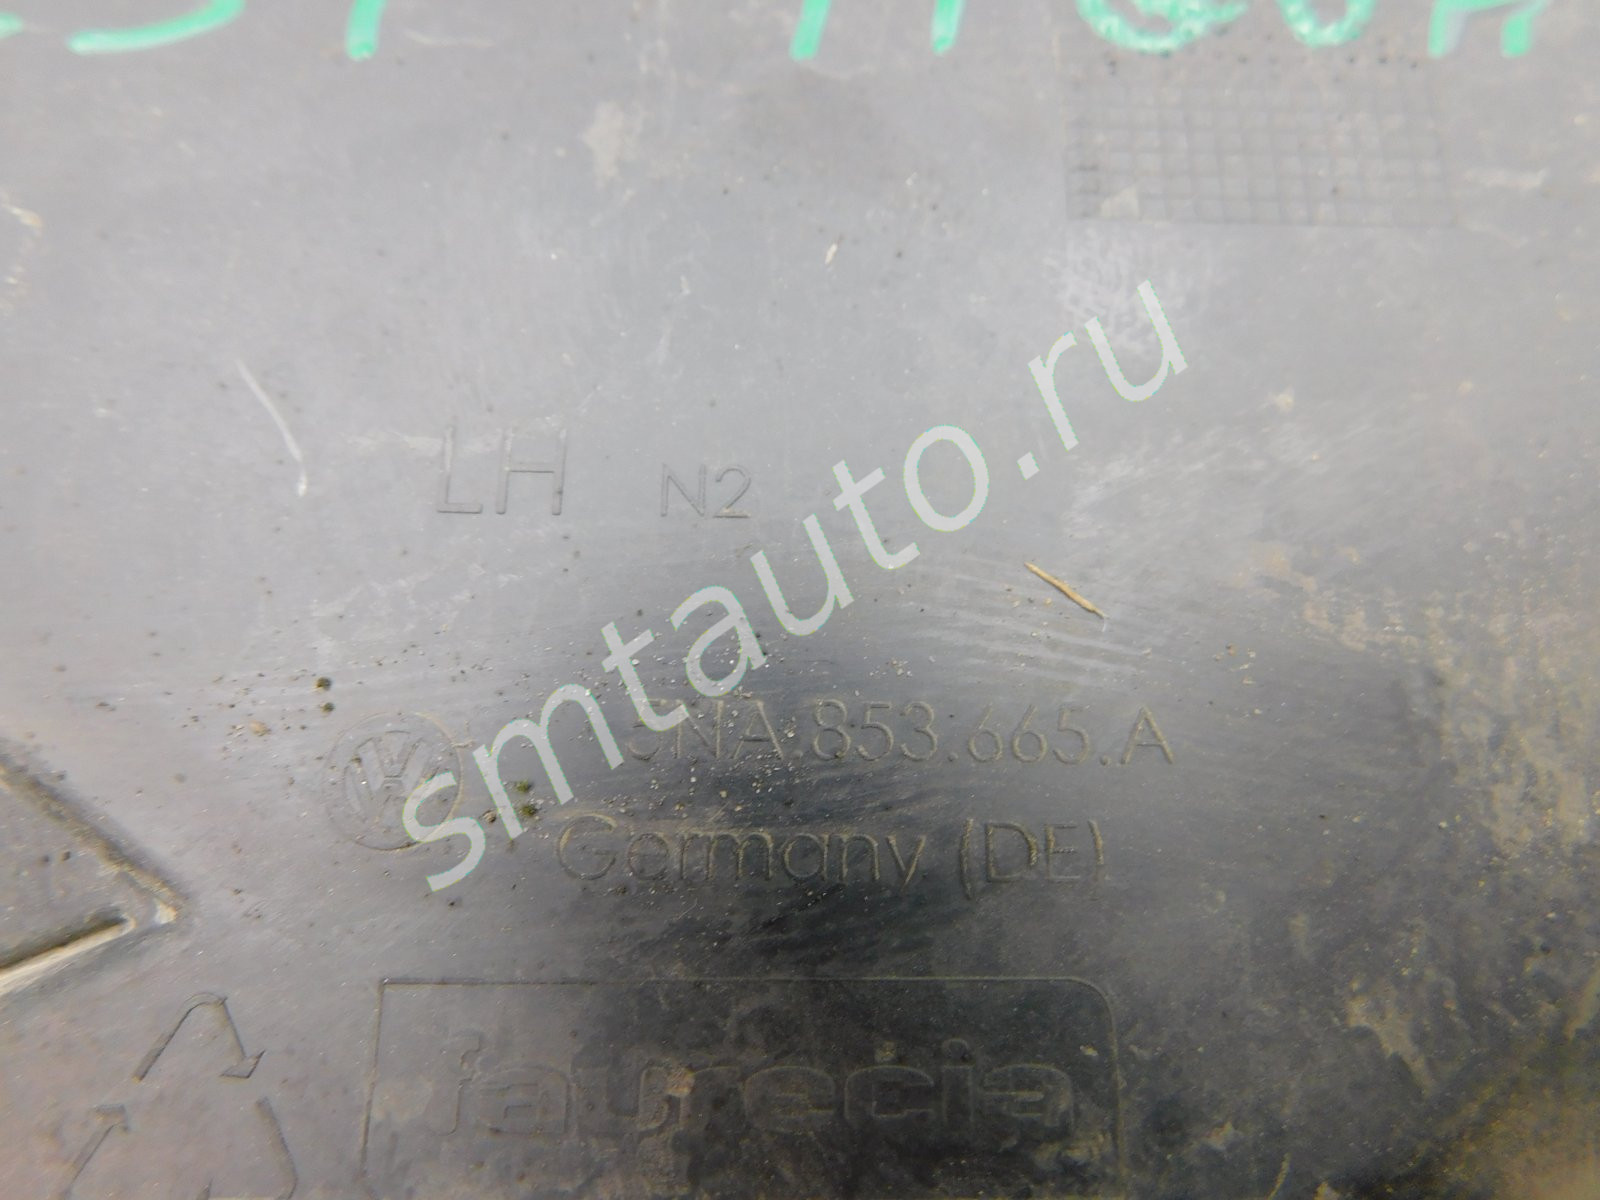 LH N2
smtauto.ru
5NA.853.665.A
Germany (DE)
faurecia